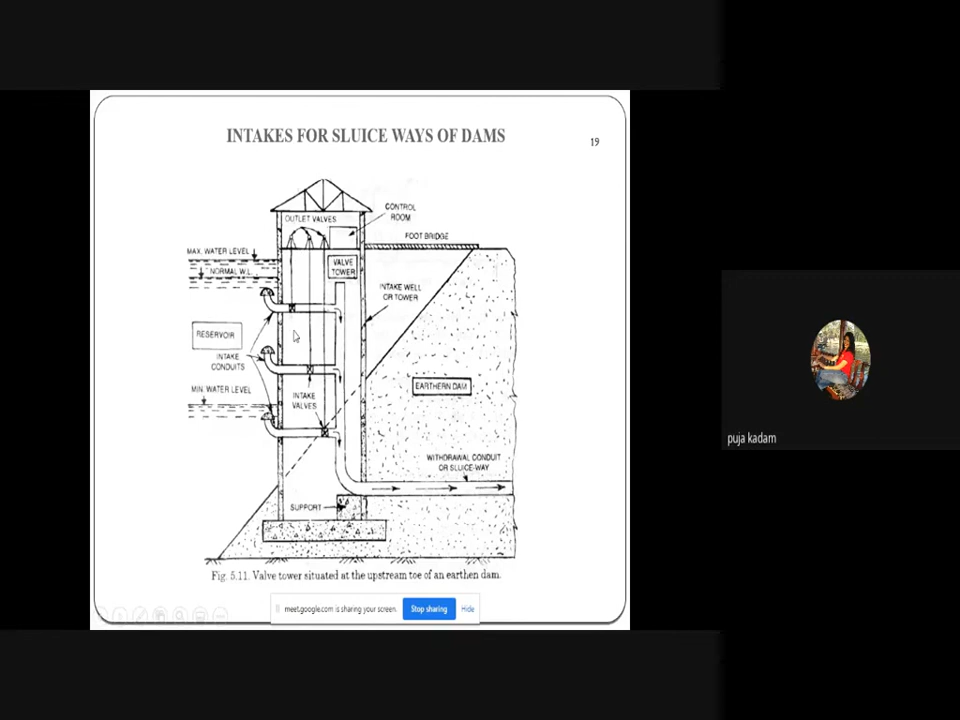 INTAKES FOR SLUICE WAYS OF DAMS
19
CONTROL
ROOM
OUTLET VALVES
FOOT BRIDGE
MAX. WATER LEVEL
NORMAL W.L.
VALVE
TOWER
INTAKE WELL
OR TOWER
RESERVOIR
INTAKE
CONDUITS
EARTHERN DAM
MIN. WATER LEVEL
INTAKE
VALVES
WITHDRAWAL CONDUIT
OR SLUICE-WAY
SUPPORT
Fig. 5.11. Valve tower situated at the upstream toe of an earthen dam.
meet.google.com is sharing your screen.
Stop sharing
Hide
puja kadam